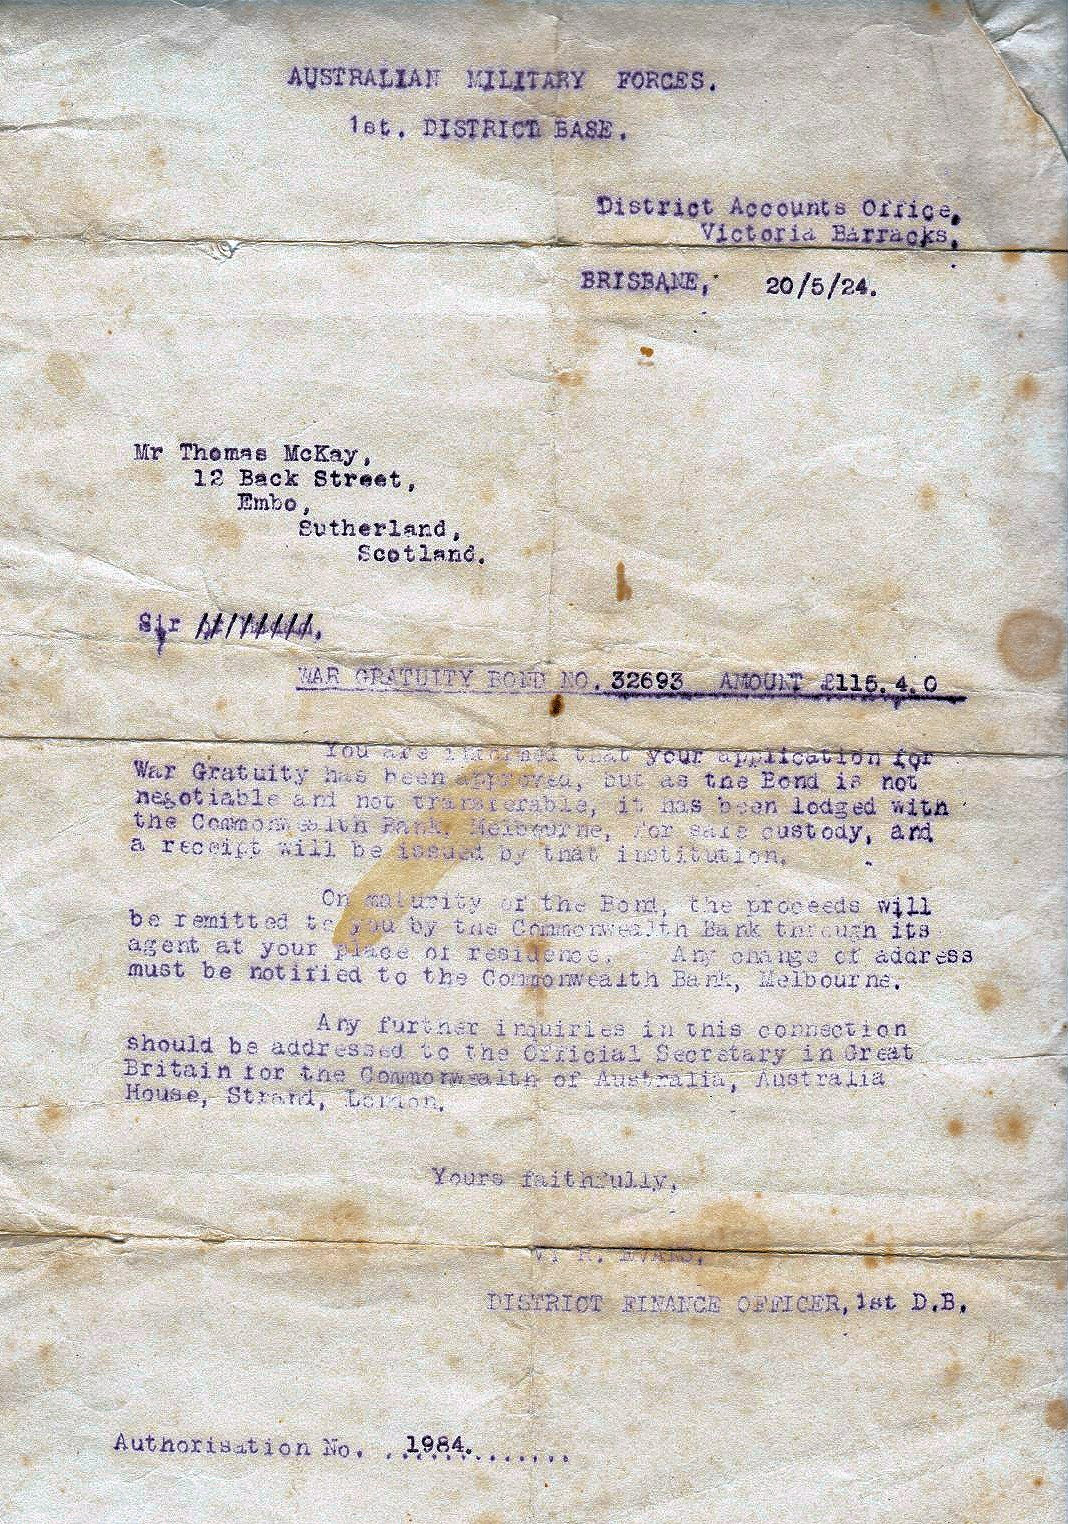 AUSTRALIAN MILITARY FORCES.
1st. DISTRICT BASE.
District Accounts Office,
Victoria Barracks,
BRISBANE, 20/5/24.
Mr Thomas McKay,
12 Back Street,
Embo,
Sutherland,
Scotland.
Sir
WAR GRATUITY BOND NO. 32693 AMOUNT £115.4.0
You are informed that your application for
War Gratuity has been approved, but as the Bond is not
negotiable and not transferable, it has been lodged with
the Commonwealth Bank, Melbourne, for safe custody, and
a receipt will be issued by that institution.
On maturity of the Bond, the proceeds will
be remitted to you by the Commonwealth Bank through its
agent at your place of residence. Any change of address
must be notified to the Commonwealth Bank, Melbourne.
Any further inquiries in this connection
should be addressed to the Official Secretary in Great
Britain for the Commonwealth of Australia, Australia
House, Strand, London.
Yours faithfully,
R. EVANS,
DISTRICT FINANCE OFFICER, 1st D.B.
Authorisation No. ..1984.......